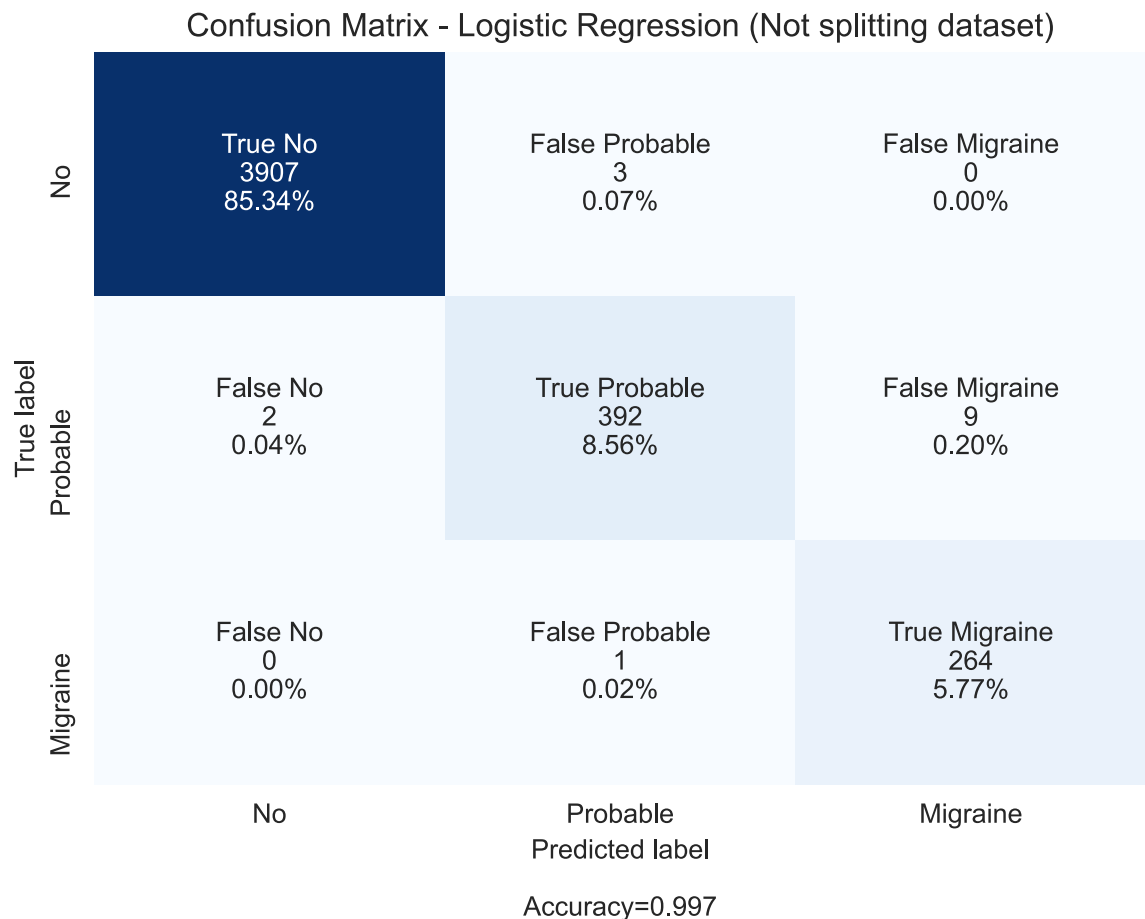 Confusion Matrix - Logistic Regression (Not splitting dataset)
True No
3907
85.34%
False Probable
3
0.07%
False Migraine
0
0.00%
No
False No
2
0.04%
True Probable
392
8.56%
False Migraine
9
0.20%
True label
Probable
False No
0
0.00%
False Probable
1
0.02%
True Migraine
264
5.77%
Migraine
No
Probable
Migraine
Predicted label
Accuracy=0.997